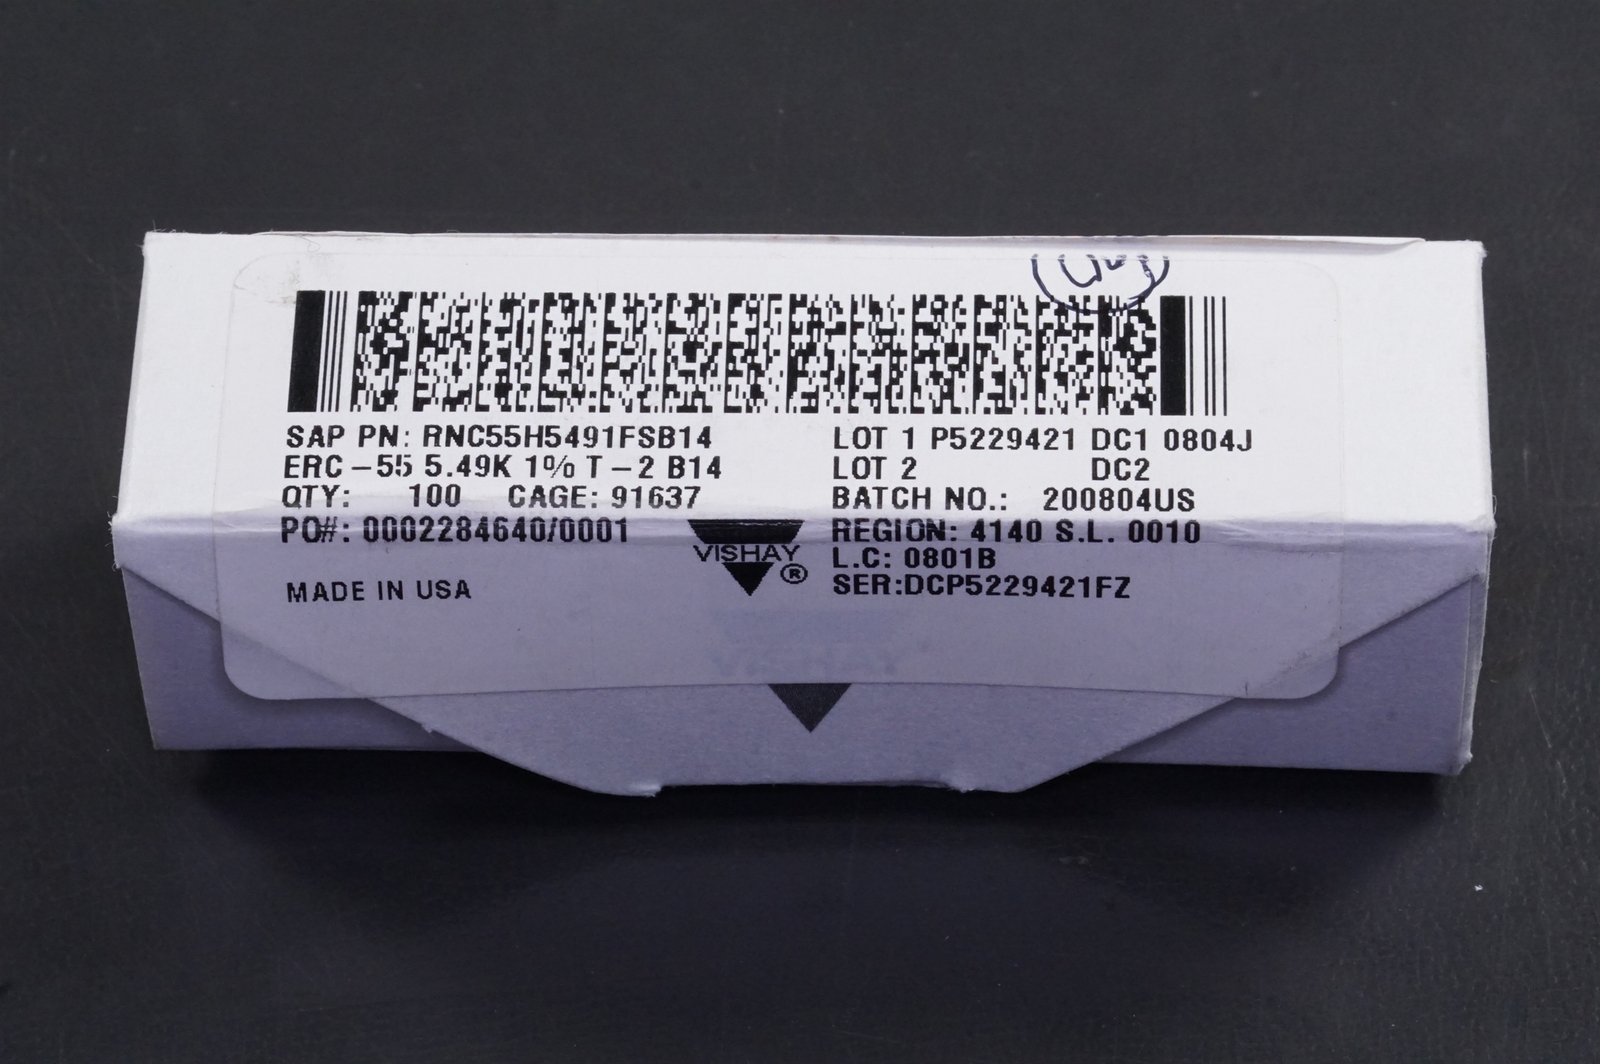 SAP PN: RNC55H5491FSB14
ERC-55 5.49K 1% T-2 B14
QTY: 100 CAGE: 91637
PO#: 0002284640/0001
MADE IN USA
VISHAY ®
LOT 1 P5229421 DC1 0804J
LOT 2 DC2
BATCH NO.: 200804US
REGION: 4140 S.L. 0010
L.C: 0801B
SER:DCP5229421FZ
VISHAY